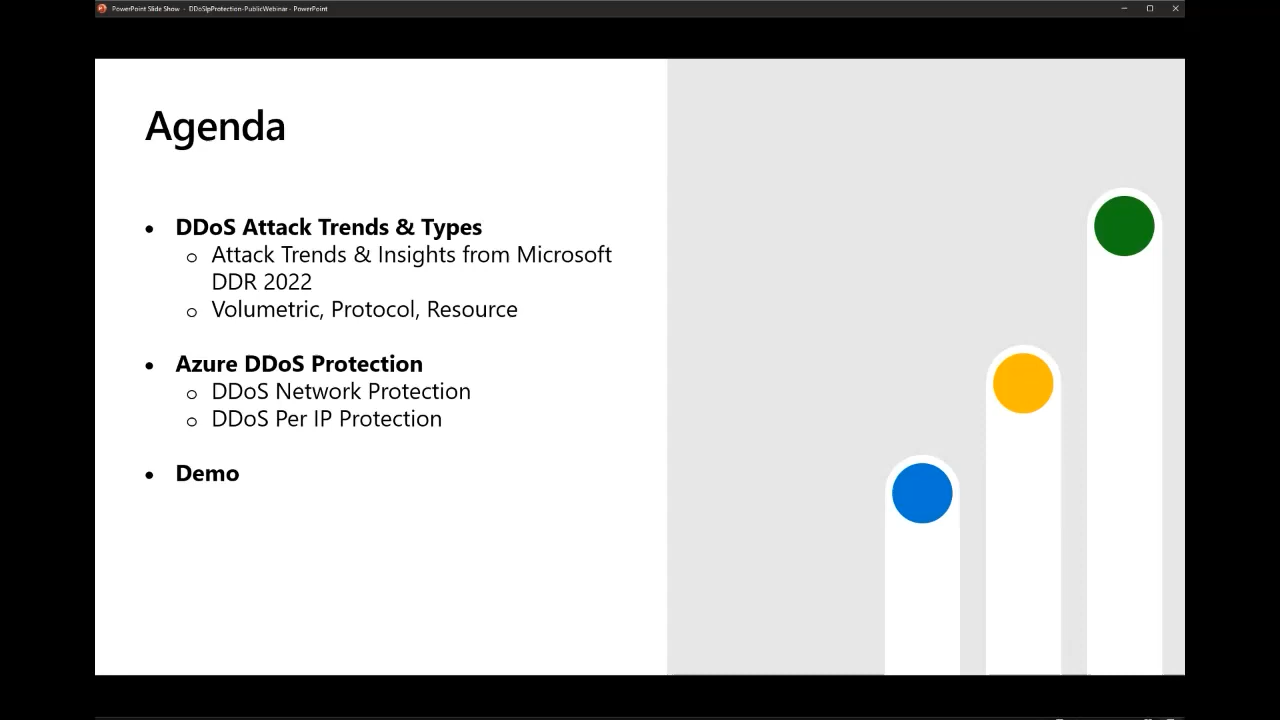 PowerPoint Slide Show - DDoSIpProtection-PublicWebinar - PowerPoint
Agenda
• DDoS Attack Trends & Types
o Attack Trends & Insights from Microsoft
DDR 2022
o Volumetric, Protocol, Resource
• Azure DDoS Protection
o DDoS Network Protection
o DDoS Per IP Protection
• Demo